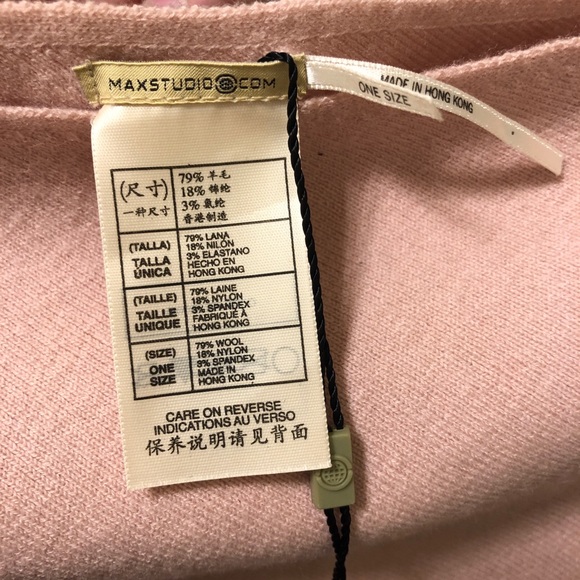 MAXSTUDIO@COM
MADE IN HONG KONG
ONE SIZE
(尺寸)
一种尺寸
79% 羊毛
18% 锦纶
3% 氨纶
香港制造
(TALLA)
TALLA
ÚNICA
79% LANA
18% NILÓN
3% ELASTANO
HECHO EN
HONG KONG
(TAILLE)
TAILLE
UNIQUE
79% LAINE
18% NYLON
3% SPANDEX
FABRIQUÉ À
HONG KONG
(SIZE)
ONE
SIZE
79% WOOL
18% NYLON
3% SPANDEX
MADE IN
HONG KONG
CARE ON REVERSE
INDICATIONS AU VERSO
保养说明请见背面